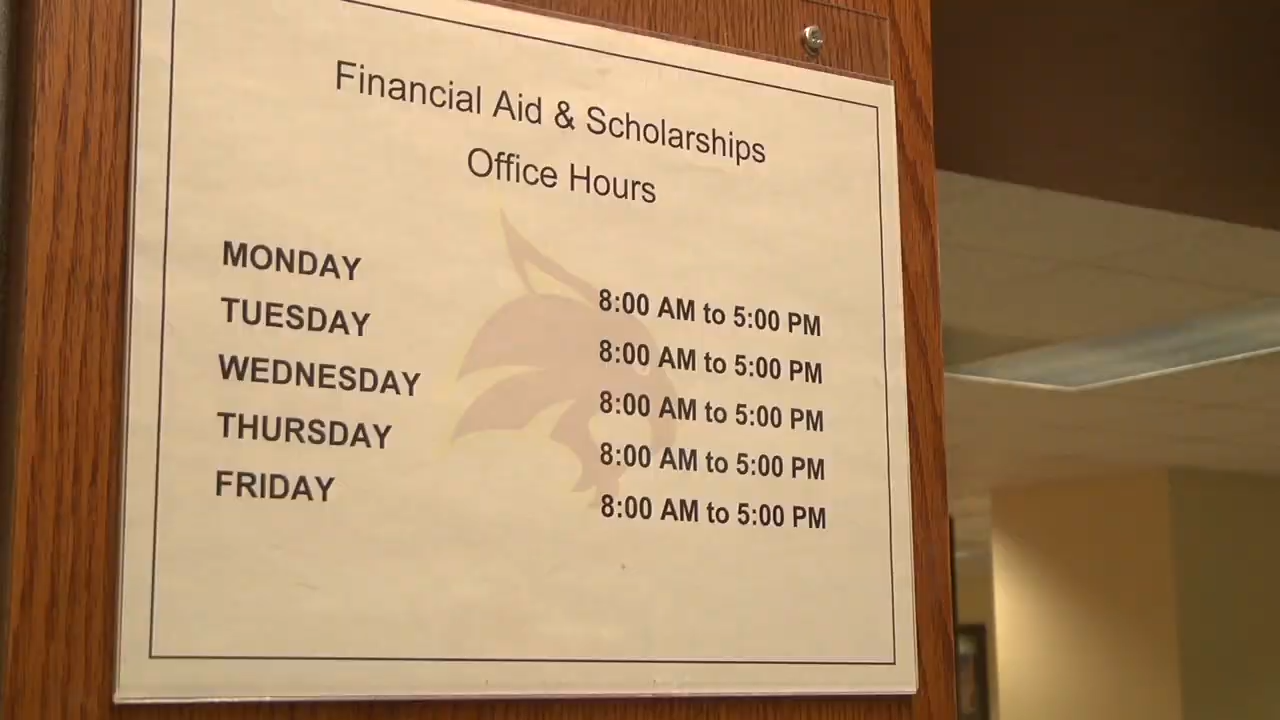 Financial Aid & Scholarships
Office Hours
MONDAY 8:00 AM to 5:00 PM
TUESDAY 8:00 AM to 5:00 PM
WEDNESDAY 8:00 AM to 5:00 PM
THURSDAY 8:00 AM to 5:00 PM
FRIDAY 8:00 AM to 5:00 PM